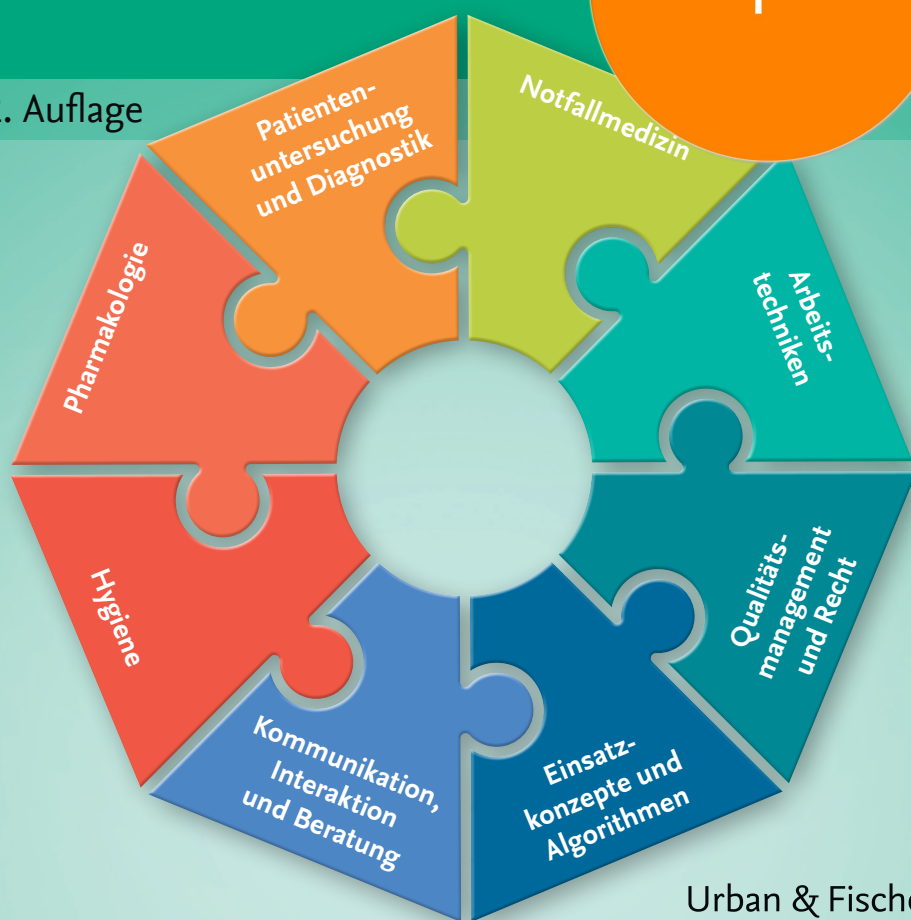 . Auflage
Patienten-
untersuchung
und Diagnostik
Notfallmedizin
Arbeits-
techniken
Qualitäts-
management
und Recht
Einsatz-
konzepte und
Algorithmen
Kommunikation,
Interaktion
und Beratung
Hygiene
Pharmakologie
Urban & Fische